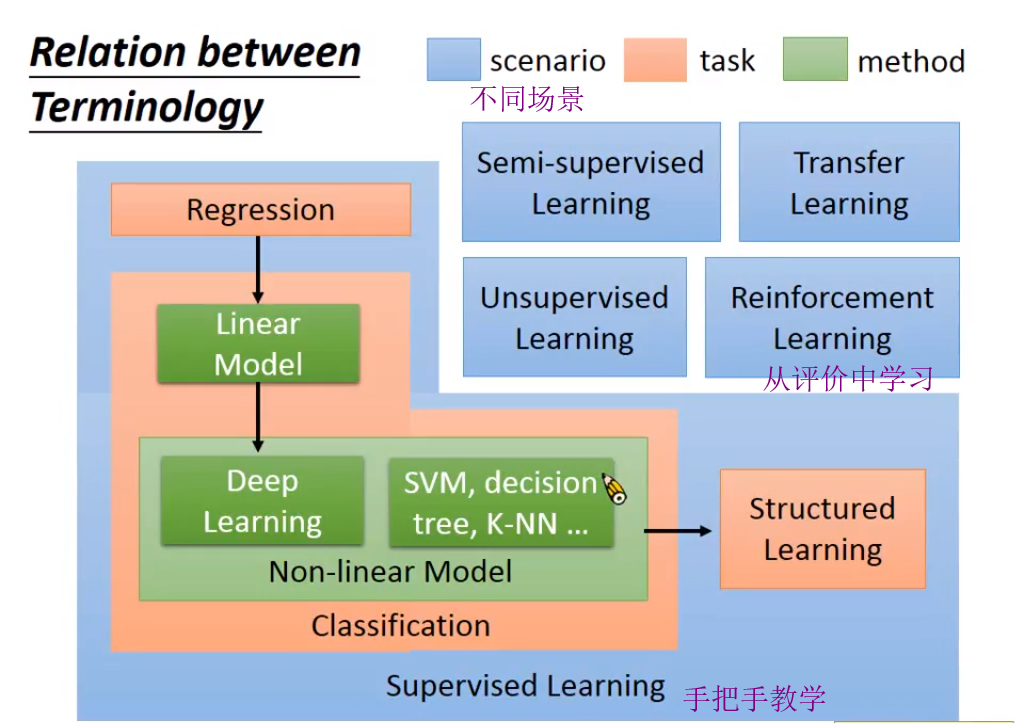 Relation between
Terminology
scenario
task
method
不同场景
Semi-supervised
Learning
Transfer
Learning
Regression
Unsupervised
Learning
Reinforcement
Learning
从评价中学习
Linear
Model
Deep
Learning
SVM, decision
tree, K-NN ...
Non-linear Model
Structured
Learning
Classification
Supervised Learning
手把手教学